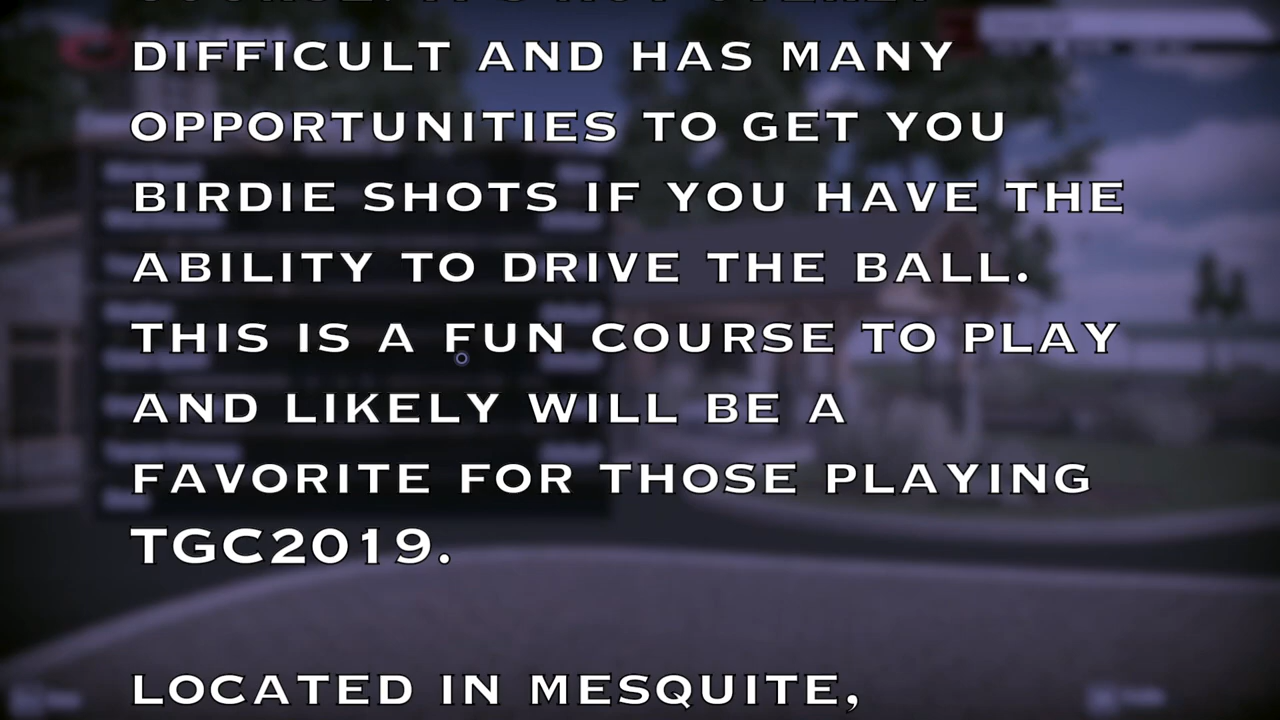 DIFFICULT AND HAS MANY
OPPORTUNITIES TO GET YOU
BIRDIE SHOTS IF YOU HAVE THE
ABILITY TO DRIVE THE BALL.
THIS IS A FUN COURSE TO PLAY
AND LIKELY WILL BE A
FAVORITE FOR THOSE PLAYING
TGC2019.
LOCATED IN MESQUITE,